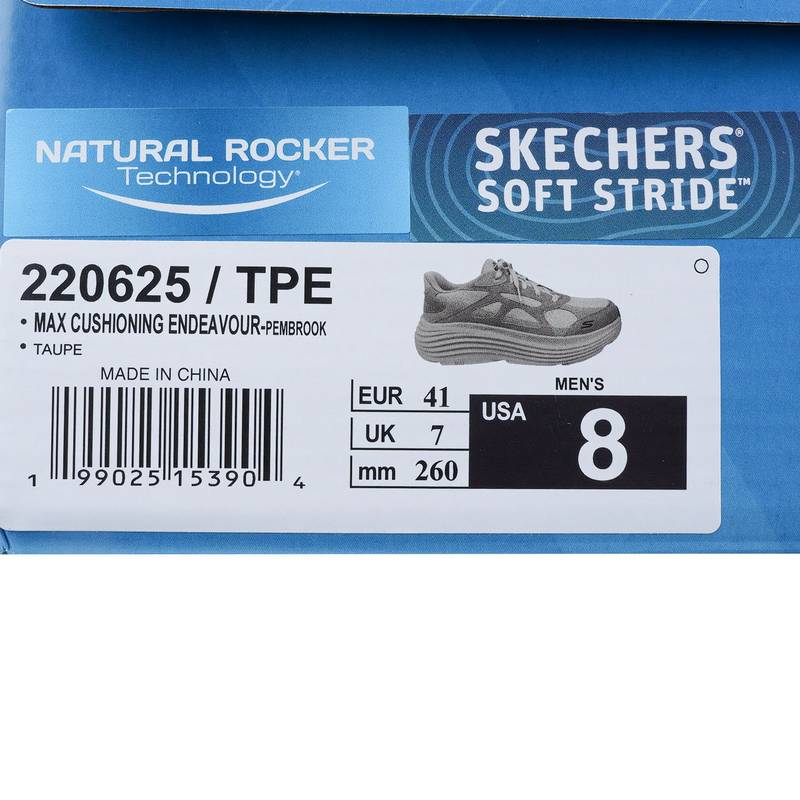 NATURAL ROCKER
Technology®
SKECHERS®
SOFT STRIDE™
220625 / TPE
• MAX CUSHIONING ENDEAVOUR-PEMBROOK
• TAUPE
MADE IN CHINA
1 99025 15390 4
EUR 41
UK 7
mm 260
MEN'S
USA 8